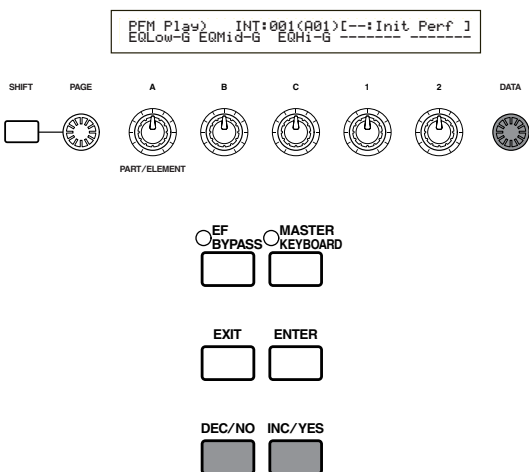 PFM Play) INT:001(A01)[--:Init Perf ]
EQLow-G EQMid-G EQHi-G ------- -------
SHIFT PAGE A B C 1 2 DATA
PART/ELEMENT
EF BYPASS MASTER KEYBOARD
EXIT ENTER
DEC/NO INC/YES